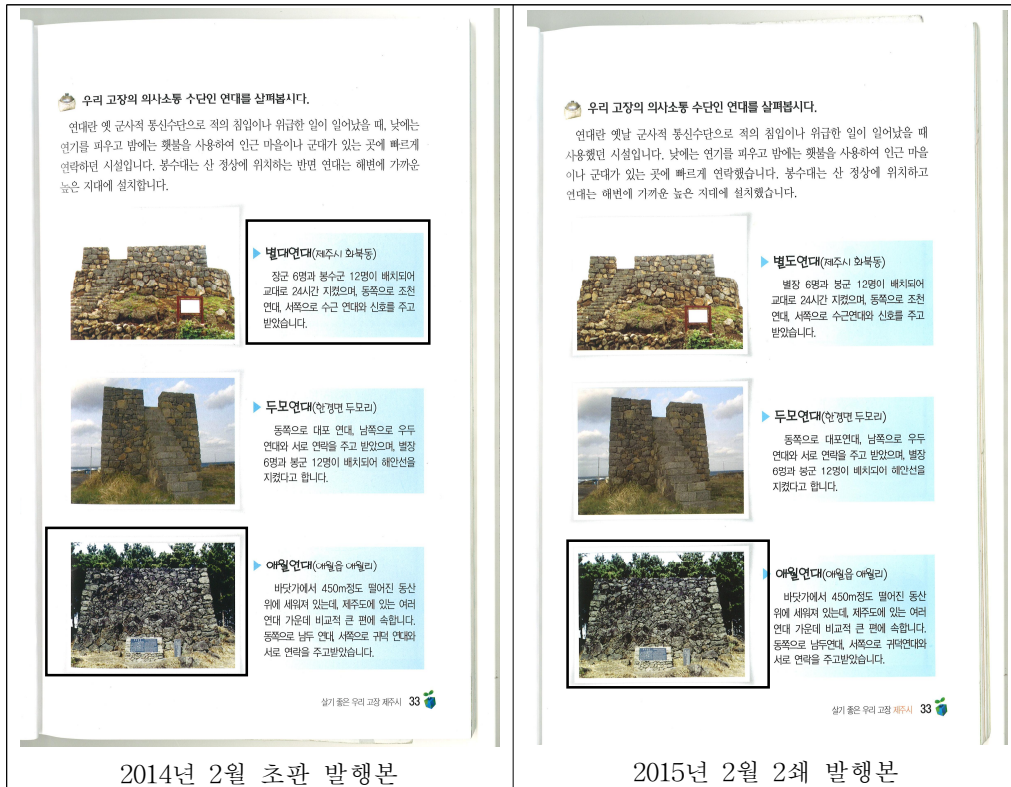 우리 고장의 의사소통 수단인 연대를 살펴봅시다.
연대란 옛 군사적 통신수단으로 적의 침입이나 위급한 일이 일어났을 때, 낮에는
연기를 피우고 밤에는 횃불을 사용하여 인근 마을이나 군대가 있는 곳에 빠르게
연락하던 시설입니다. 봉수대는 산 정상에 위치하는 반면 연대는 해변에 가까운
높은 지대에 설치합니다.
별대연대(제주시 화북동)
장군 6명과 봉수군 12명이 배치되어
교대로 24시간 지켰으며, 동쪽으로 조천
연대, 서쪽으로 수근 연대와 신호를 주고
받았습니다.
두모연대(한경면 두모리)
동쪽으로 대포 연대, 남쪽으로 우두
연대와 서로 연락을 주고 받았으며, 별장
6명과 봉군 12명이 배치되어 해안선을
지켰다고 합니다.
애월연대(애월읍 애월리)
바닷가에서 450m정도 떨어진 동산
위에 세워져 있는데, 제주도에 있는 여러
연대 가운데 비교적 큰 편에 속합니다.
동쪽으로 남두 연대, 서쪽으로 귀덕 연대와
서로 연락을 주고받았습니다.
살기 좋은 우리 고장 제주시 33
2014년 2월 초판 발행본
우리 고장의 의사소통 수단인 연대를 살펴봅시다.
연대란 옛날 군사적 통신수단으로 적의 침입이나 위급한 일이 일어났을 때
사용했던 시설입니다. 낮에는 연기를 피우고 밤에는 횃불을 사용하여 인근 마을
이나 군대가 있는 곳에 빠르게 연락했습니다. 봉수대는 산 정상에 위치하고
연대는 해변에 가까운 높은 지대에 설치했습니다.
별도연대(제주시 화북동)
별장 6명과 봉군 12명이 배치되어
교대로 24시간 지켰으며, 동쪽으로 조천
연대, 서쪽으로 수근연대와 신호를 주고
받았습니다.
두모연대(한경면 두모리)
동쪽으로 대포연대, 남쪽으로 우두
연대와 서로 연락을 주고 받았으며, 별장
6명과 봉군 12명이 배치되어 해안선을
지켰다고 합니다.
애월연대(애월읍 애월리)
바닷가에서 450m정도 떨어진 동산
위에 세워져 있는데, 제주도에 있는 여러
연대 가운데 비교적 큰 편에 속합니다.
동쪽으로 남두연대, 서쪽으로 귀덕연대와
서로 연락을 주고받았습니다.
살기 좋은 우리 고장 제주시 33
2015년 2월 2쇄 발행본